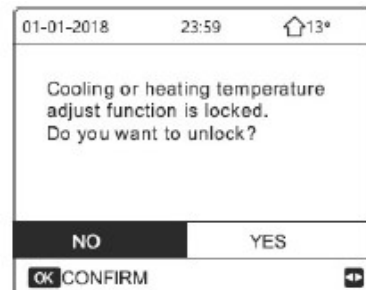 01-01-2018 23:59 13°
Cooling or heating temperature
adjust function is locked.
Do you want to unlock?
NO YES
OK CONFIRM